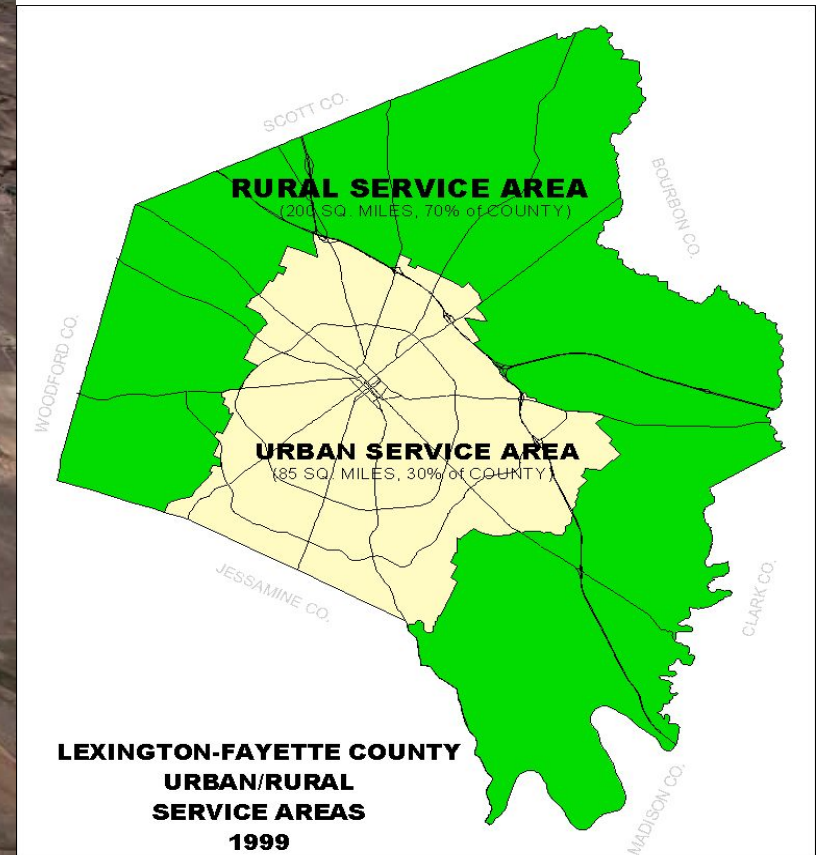 SCOTT CO.
RURAL SERVICE AREA
(200 SQ. MILES, 70% of COUNTY)
BOURBON CO.
WOODFORD CO.
URBAN SERVICE AREA
(85 SQ. MILES, 30% of COUNTY)
JESSAMINE CO.
CLARK CO.
LEXINGTON-FAYETTE COUNTY
URBAN/RURAL
SERVICE AREAS
1999
MADISON CO.